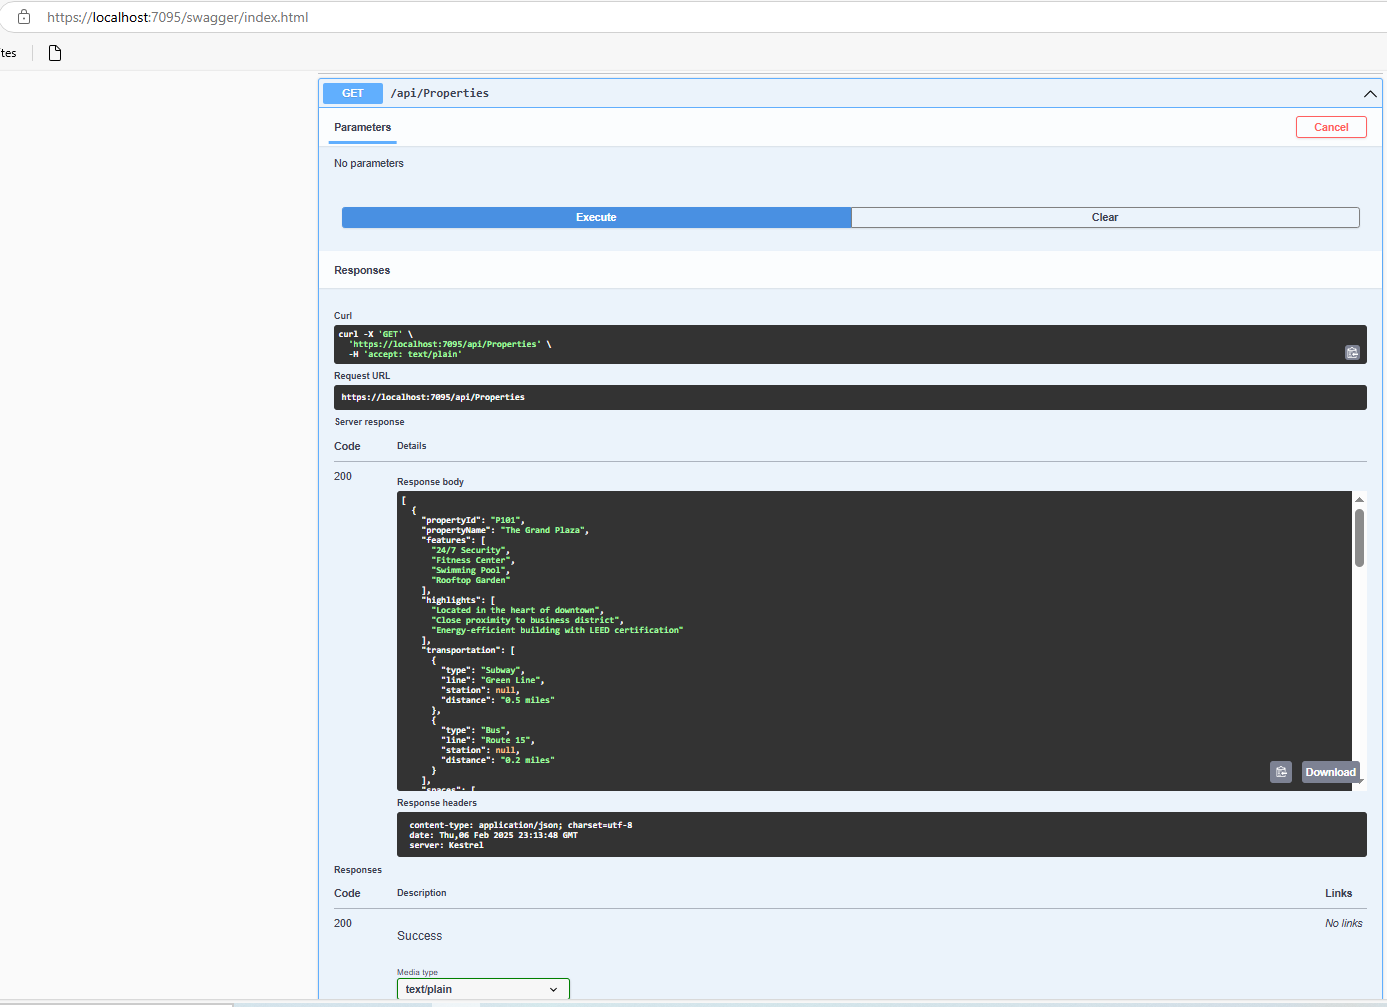 https://localhost:7095/swagger/index.html
tes
GET /api/Properties
Parameters
Cancel
No parameters
Execute
Clear
Responses
Curl
curl -X 'GET' \
'https://localhost:7095/api/Properties' \
-H 'accept: text/plain'
Request URL
https://localhost:7095/api/Properties
Server response
Code Details
200
Response body
[
{
"propertyId": "P101",
"propertyName": "The Grand Plaza",
"features": [
"24/7 Security",
"Fitness Center",
"Swimming Pool",
"Rooftop Garden"
],
"highlights": [
"Located in the heart of downtown",
"Close proximity to business district",
"Energy-efficient building with LEED certification"
],
"transportation": [
{
"type": "Subway",
"line": "Green Line",
"station": null,
"distance": "0.5 miles"
},
{
"type": "Bus",
"line": "Route 15",
"station": null,
"distance": "0.2 miles"
}
],
"spaces": [
Download
Response headers
content-type: application/json; charset=utf-8
date: Thu,06 Feb 2025 23:13:48 GMT
server: Kestrel
Responses
Code Description Links
200
Success
No links
Media type
text/plain